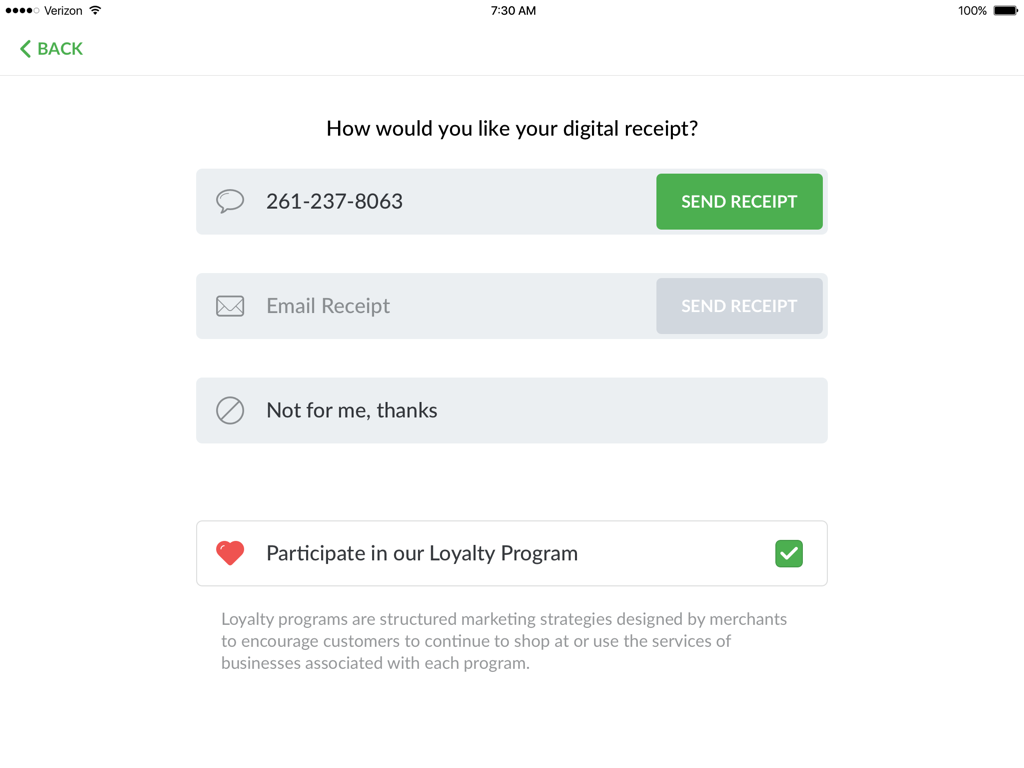 Verizon
7:30 AM
100%
BACK
How would you like your digital receipt?
261-237-8063
SEND RECEIPT
Email Receipt
SEND RECEIPT
Not for me, thanks
Participate in our Loyalty Program
Loyalty programs are structured marketing strategies designed by merchants
to encourage customers to continue to shop at or use the services of
businesses associated with each program.